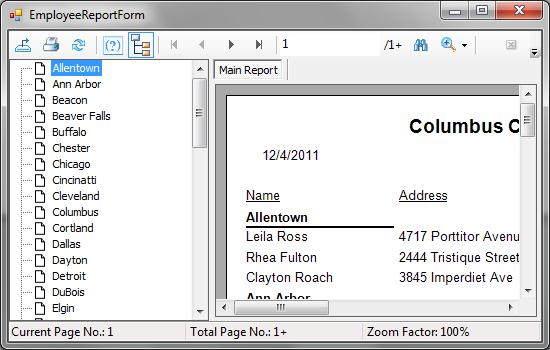 EmployeeReportForm
1 /1+
Main Report
Allentown
Ann Arbor
Beacon
Beaver Falls
Buffalo
Chester
Chicago
Cincinatti
Cleveland
Columbus
Cortland
Dallas
Dayton
Detroit
DuBois
Elgin
Columbus C
12/4/2011
Name Address
Allentown
Leila Ross 4717 Porttitor Avenu
Rhea Fulton 2444 Tristique Street
Clayton Roach 3845 Imperdiet Ave
Ann Arbor
Current Page No.: 1 Total Page No.: 1+ Zoom Factor: 100%